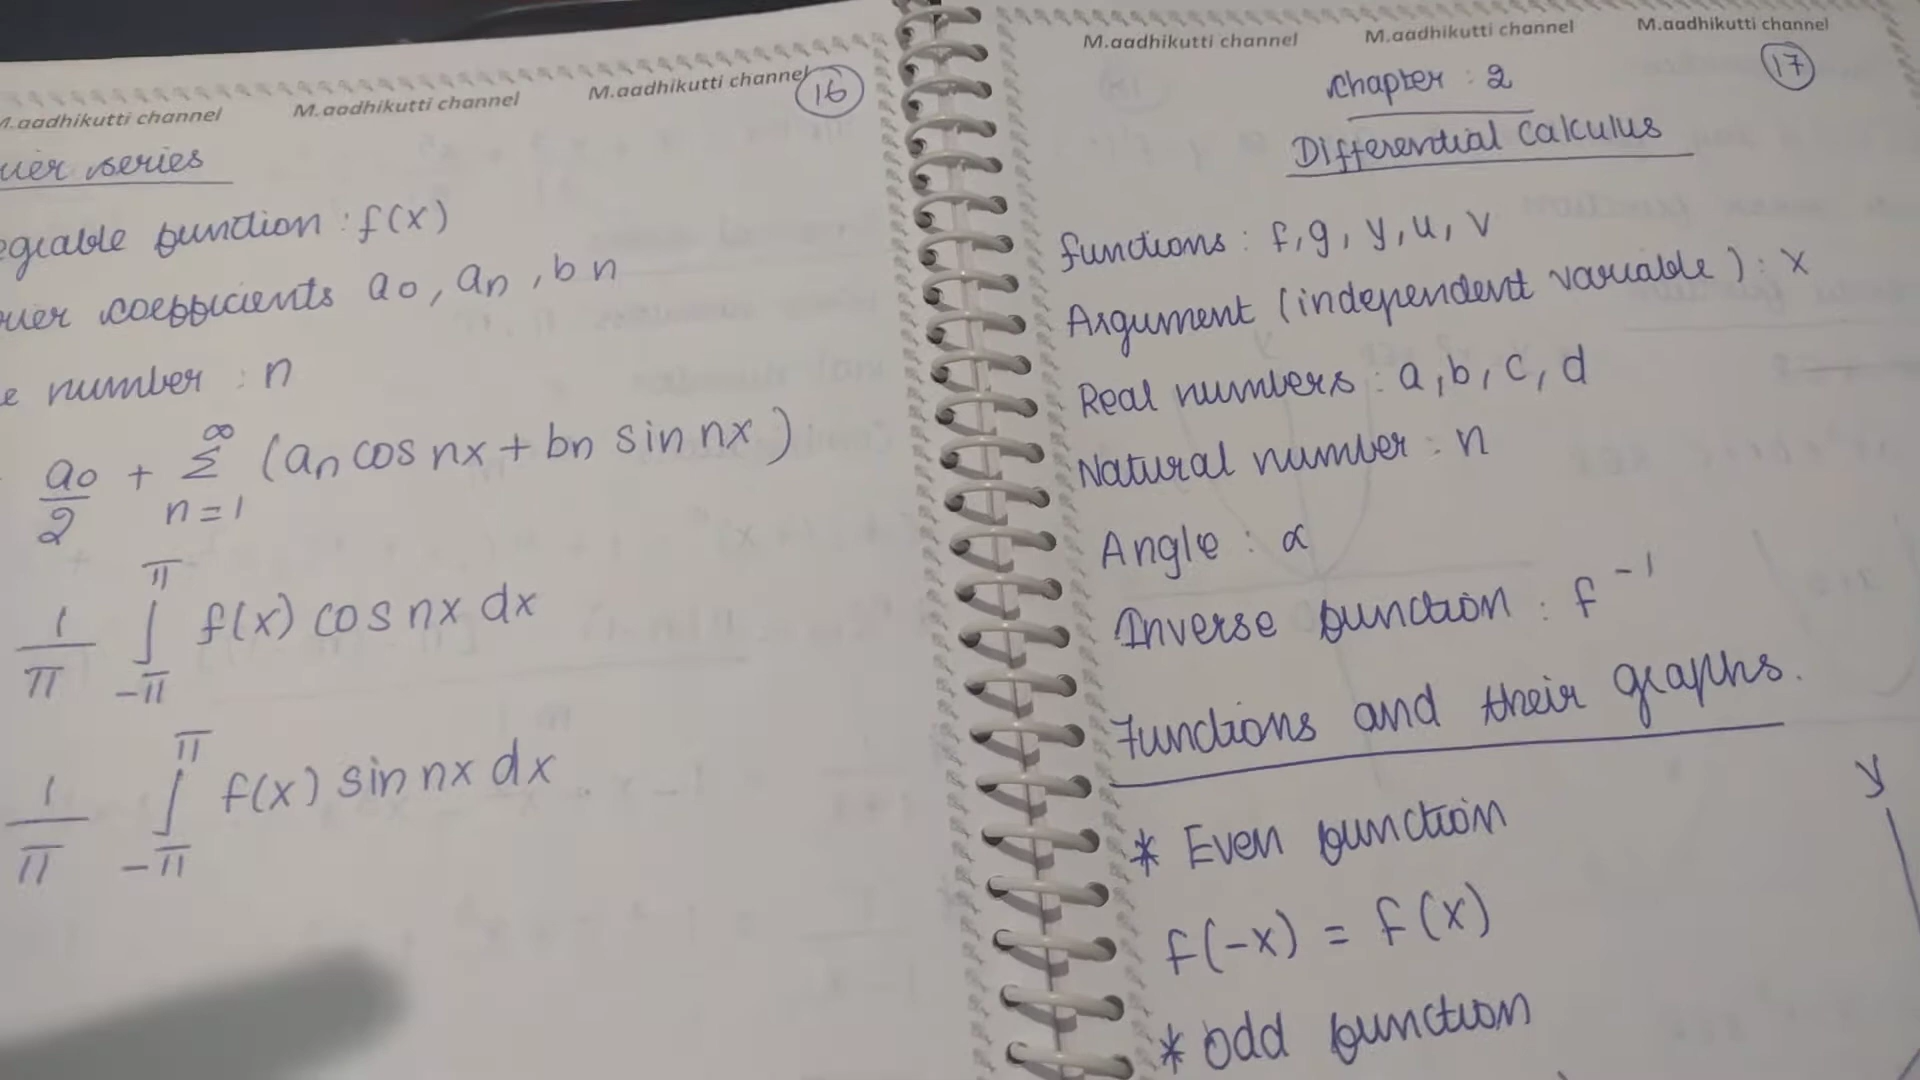 M.aadhikutti channel M.aadhikutti channel M.aadhikutti channel 16
series
function : f(x)
coefficients a0, an, bn
number : n
a0/2 + ∞ Σ n=1 (an cos nx + bn sin nx)
1/π ∫ π -π f(x) cos nx dx
1/π ∫ π -π f(x) sin nx dx
M.aadhikutti channel M.aadhikutti channel M.aadhikutti channel
chapter : 2 17
Differential Calculus
functions : f, g, y, u, v
Argument (independent variable) : x
Real numbers : a, b, c, d
Natural number : n
Angle : α
Inverse function : f⁻¹
Functions and their graphs.
* Even function
y
f(-x) = f(x)
* odd function